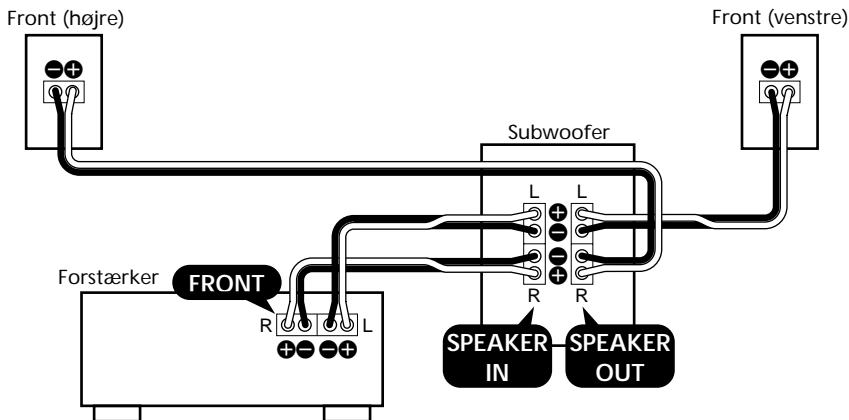 Front (højre)
Front (venstre)
Subwoofer
L L
R R
Forstærker
FRONT
R L
SPEAKER IN
SPEAKER OUT